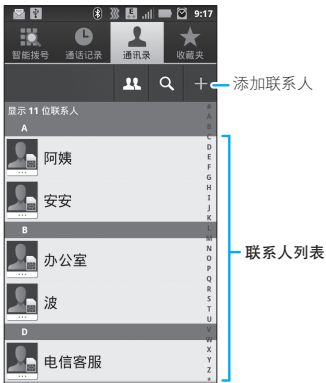 9:17
智能拨号 通话记录 通讯录 收藏夹
添加联系人
显示 11 位联系人
A
阿姨
安安
B
办公室
波
D
电信客服
#
A
B
C
D
E
F
G
H
I
J
K
L
M
N
O
P
Q
R
S
T
U
V
W
X
Y
Z
联系人列表